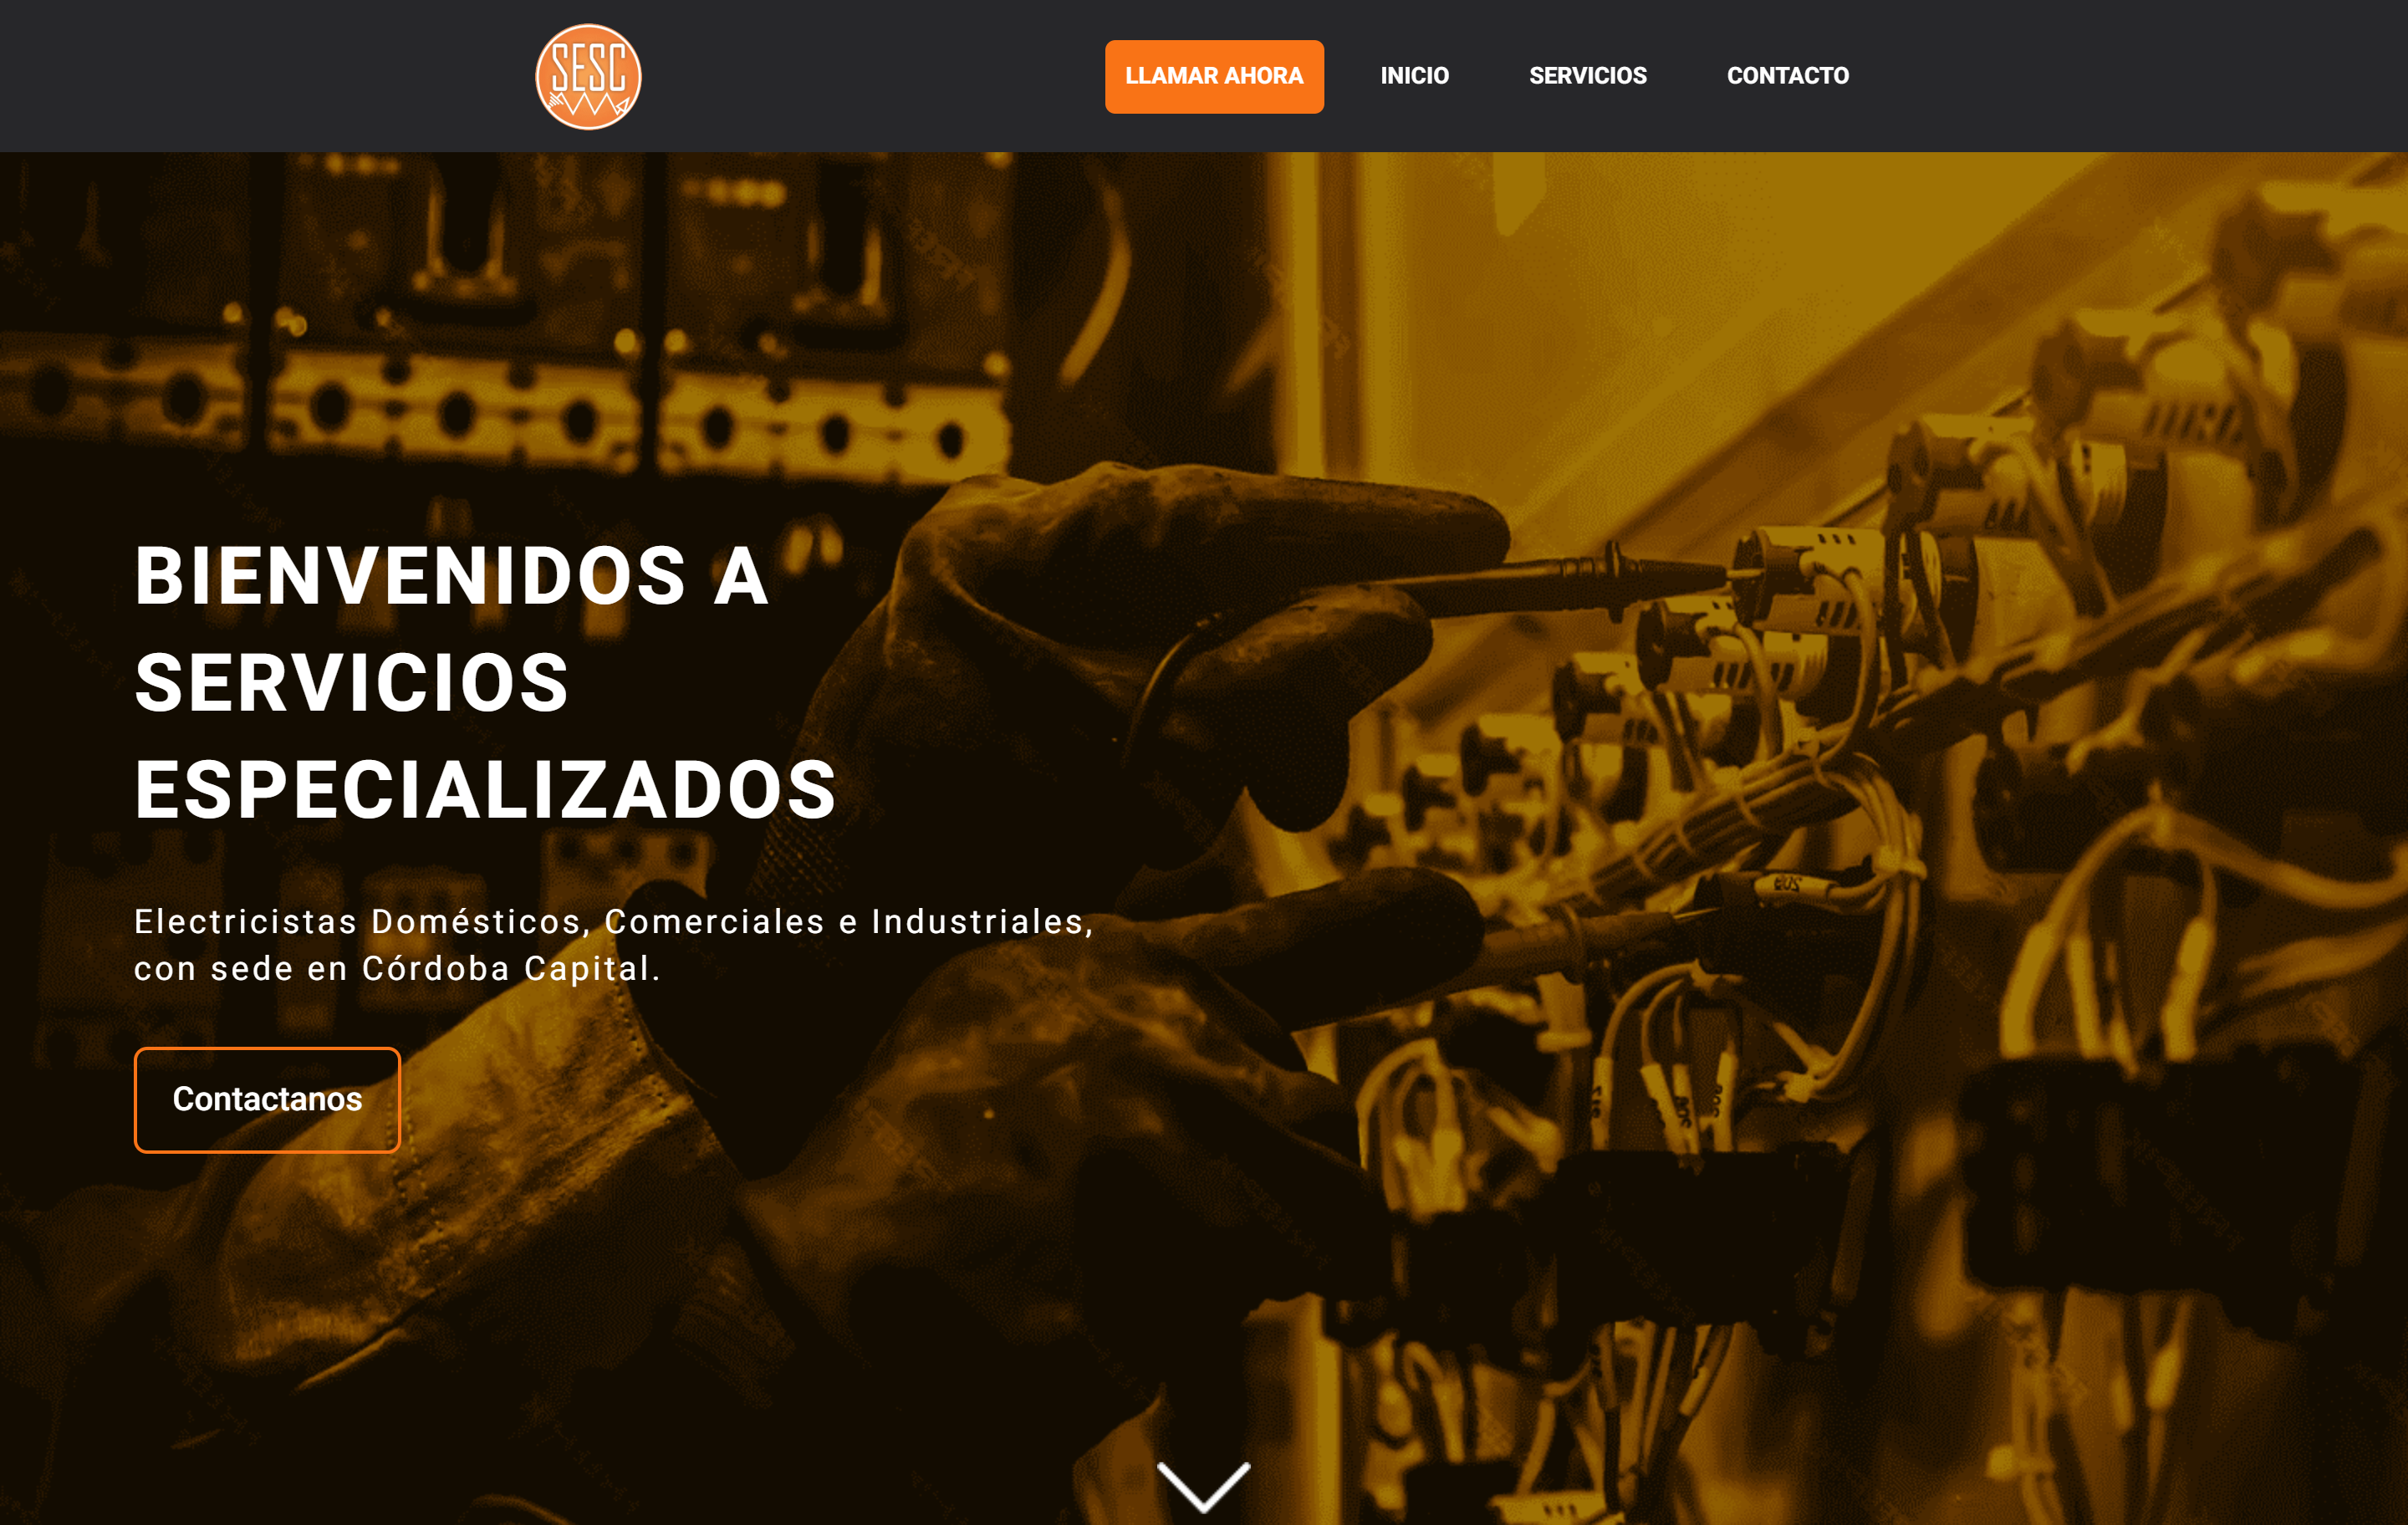 SESC
LLAMAR AHORA
INICIO
SERVICIOS
CONTACTO
BIENVENIDOS A
SERVICIOS
ESPECIALIZADOS
Electricistas Domésticos, Comerciales e Industriales,
con sede en Córdoba Capital.
Contactanos